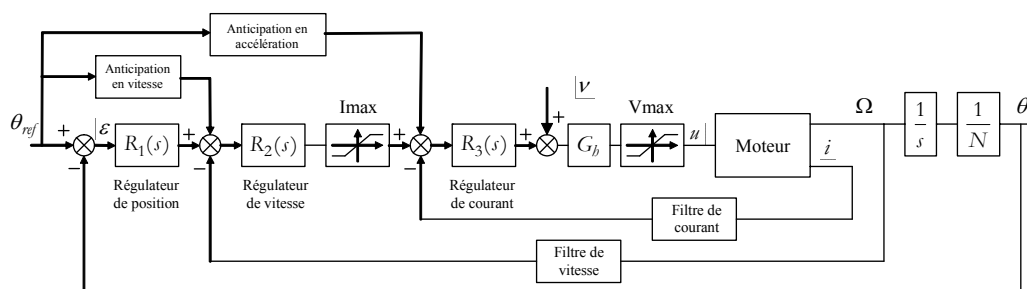 Anticipation en
accélération
Anticipation
en vitesse
θref
+
−
ε
R₁(s)
Régulateur
de position
+
−
R₂(s)
Régulateur
de vitesse
Imax
+
−
R₃(s)
Régulateur
de courant
+
ν
+
G_b
Vmax
u
Moteur
Ω
i
1
s
1
N
θ
Filtre de
courant
Filtre de
vitesse